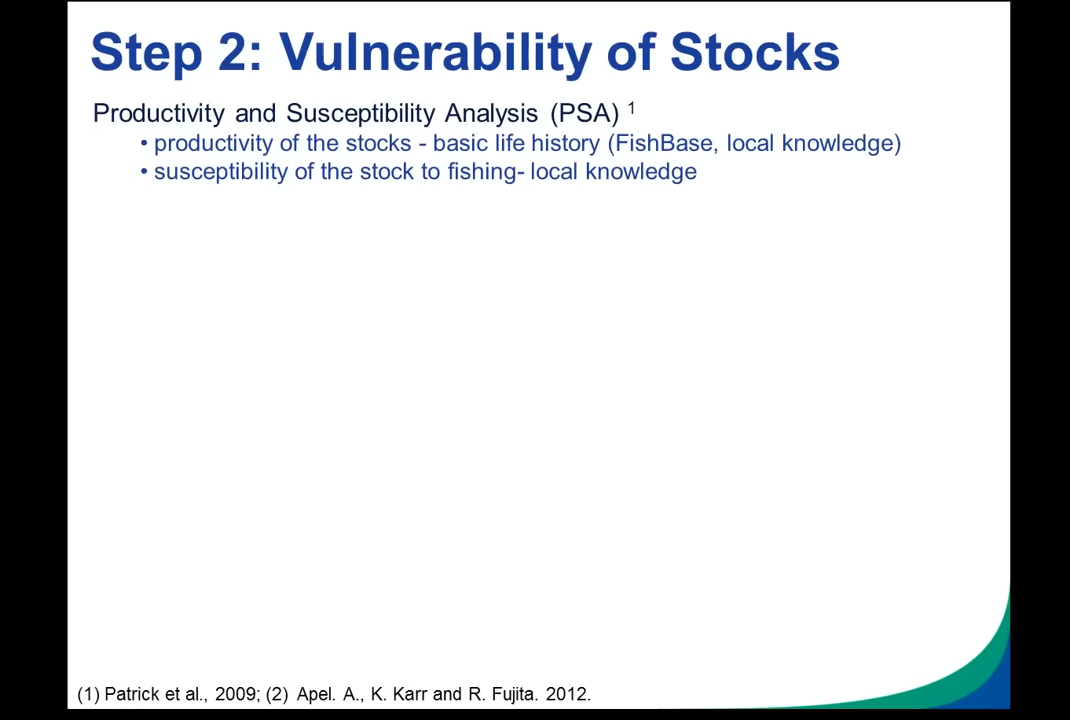 Step 2: Vulnerability of Stocks
Productivity and Susceptibility Analysis (PSA) 1
• productivity of the stocks - basic life history (FishBase, local knowledge)
• susceptibility of the stock to fishing- local knowledge
(1) Patrick et al., 2009; (2) Apel. A., K. Karr and R. Fujita. 2012.